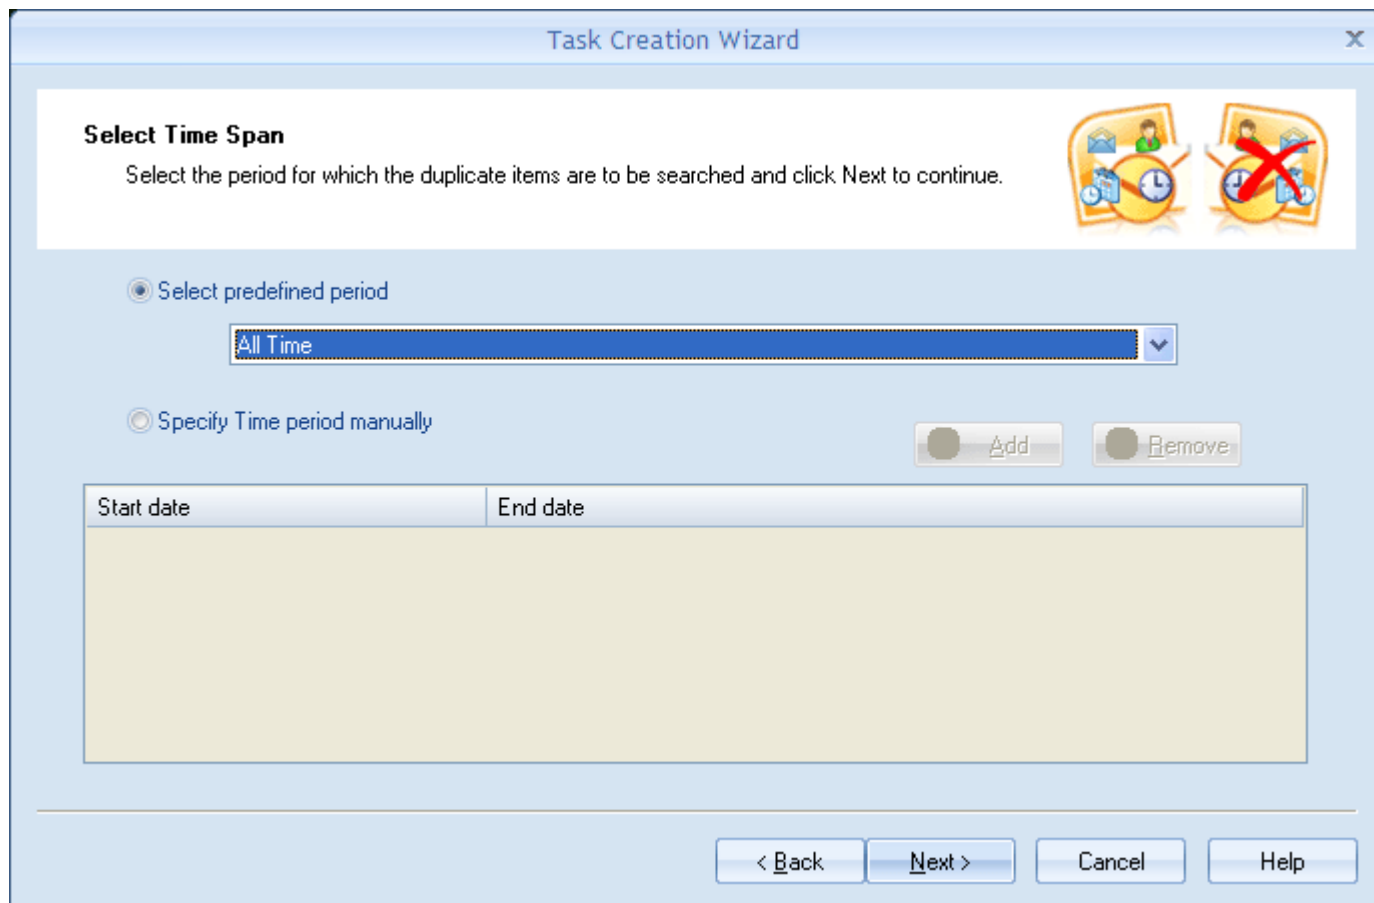 Task Creation Wizard
Select Time Span
Select the period for which the duplicate items are to be searched and click Next to continue.
Select predefined period
All Time
Specify Time period manually
Add Remove
Start date End date
< Back Next > Cancel Help